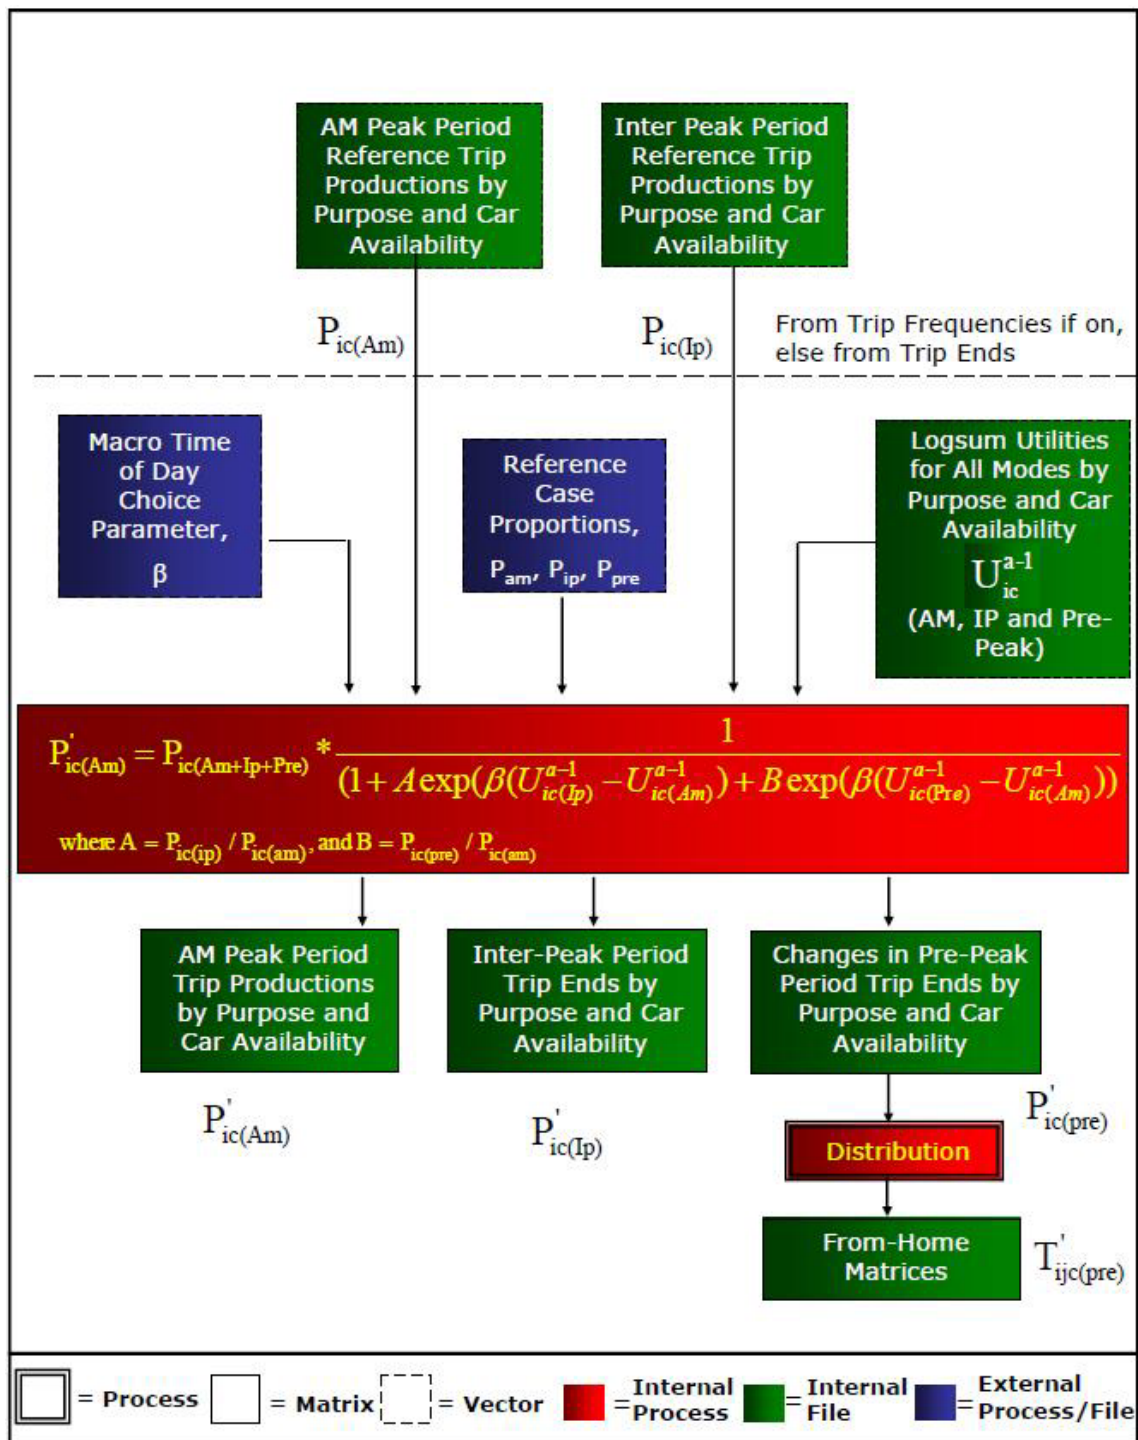 AM Peak Period
Reference Trip
Productions by
Purpose and Car
Availability
Inter Peak Period
Reference Trip
Productions by
Purpose and Car
Availability
P_ic(Am)
P_ic(Ip)
From Trip Frequencies if on,
else from Trip Ends
Macro Time
of Day
Choice
Parameter,
β
Reference
Case
Proportions,
P_am, P_ip, P_pre
Logsum Utilities
for All Modes by
Purpose and Car
Availability
U_ic^a-1
(AM, IP and Pre-
Peak)
P'_ic(Am) = P_ic(Am+Ip+Pre) * 1 / (1 + A exp(β(U_ic(Ip)^a-1 − U_ic(Am)^a-1) + B exp(β(U_ic(Pre)^a-1 − U_ic(Am)^a-1))
where A = P_ic(ip) / P_ic(am), and B = P_ic(pre) / P_ic(am)
AM Peak Period
Trip Productions
by Purpose and
Car Availability
Inter-Peak Period
Trip Ends by
Purpose and Car
Availability
Changes in Pre-Peak
Period Trip Ends by
Purpose and Car
Availability
P'_ic(Am)
P'_ic(Ip)
P'_ic(pre)
Distribution
From-Home
Matrices
T'_ijc(pre)
= Process
= Matrix
= Vector
= Internal
Process
= Internal
File
= External
Process/File